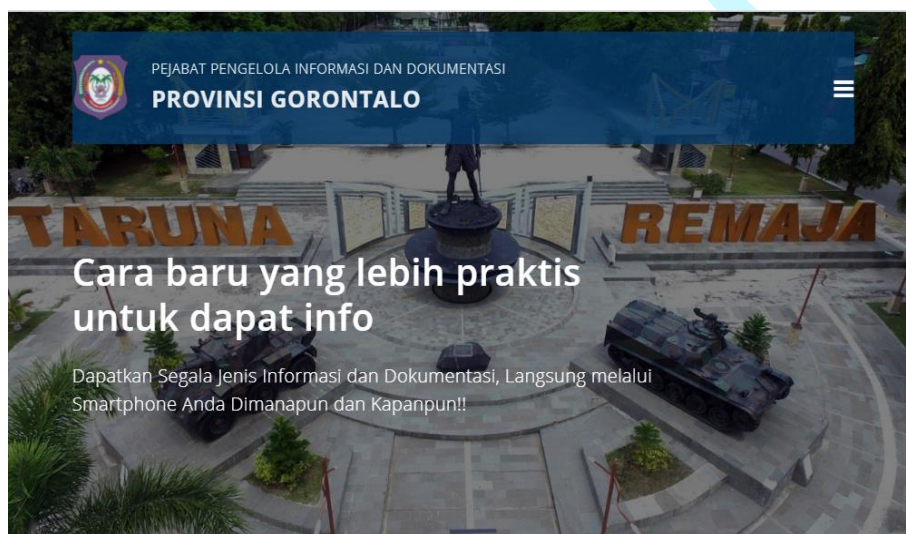 PEJABAT PENGELOLA INFORMASI DAN DOKUMENTASI
PROVINSI GORONTALO
TARUNA REMAJA
Cara baru yang lebih praktis
untuk dapat info
Dapatkan Segala Jenis Informasi dan Dokumentasi, Langsung melalui
Smartphone Anda Dimanapun dan Kapanpun!!